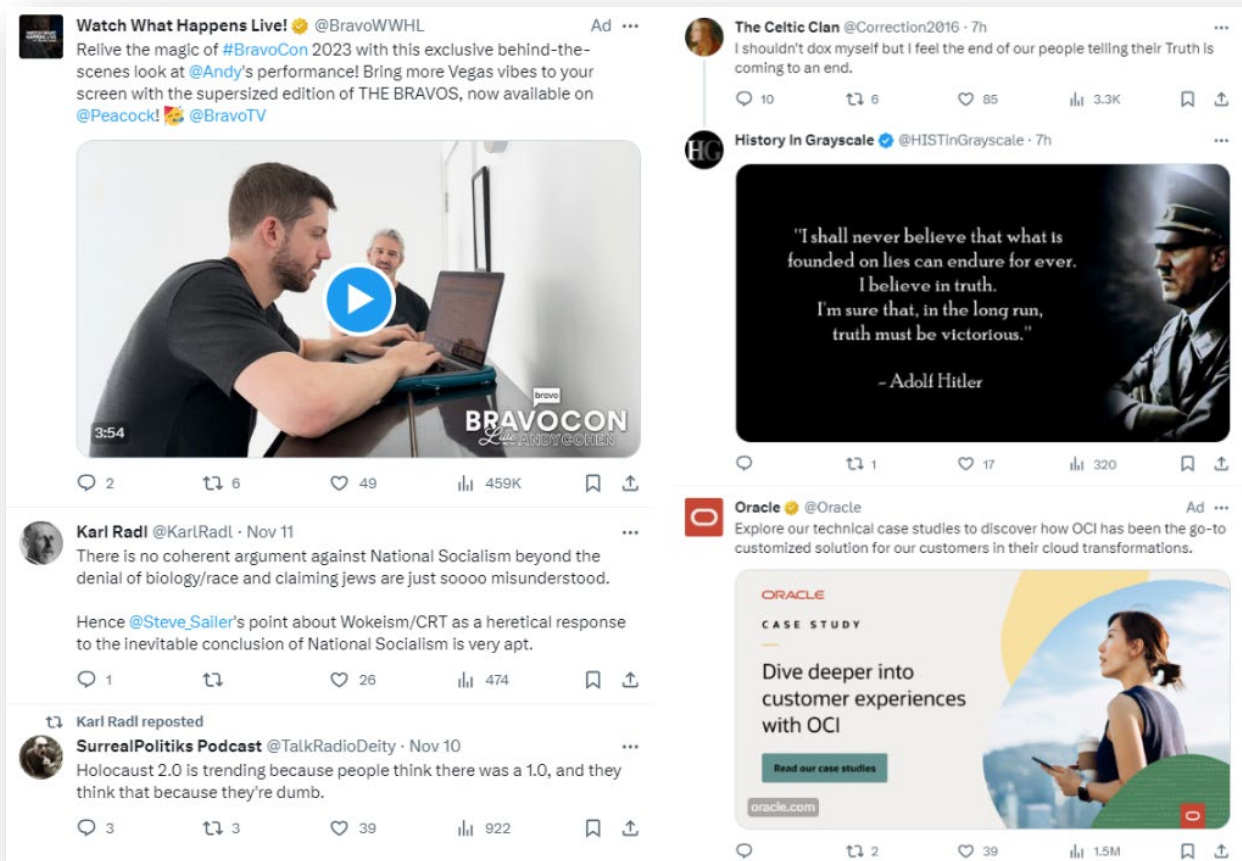 Watch What Happens Live! @BravoWWHL Ad
Relive the magic of #BravoCon 2023 with this exclusive behind-the-
scenes look at @Andy's performance! Bring more Vegas vibes to your
screen with the supersized edition of THE BRAVOS, now available on
@Peacock! 🥳 @BravoTV
bravo
BRAVOCON
Live ANDY COHEN
3:54
2 6 49 459K
Karl Radl @KarlRadl · Nov 11
There is no coherent argument against National Socialism beyond the
denial of biology/race and claiming jews are just soooo misunderstood.
Hence @Steve_Sailer's point about Wokeism/CRT as a heretical response
to the inevitable conclusion of National Socialism is very apt.
1 26 474
Karl Radl reposted
SurrealPolitiks Podcast @TalkRadioDeity · Nov 10
Holocaust 2.0 is trending because people think there was a 1.0, and they
think that because they're dumb.
3 3 39 922
The Celtic Clan @Correction2016 · 7h
I shouldn't dox myself but I feel the end of our people telling their Truth is
coming to an end.
10 6 85 3.3K
HG
History In Grayscale @HISTinGrayscale · 7h
"I shall never believe that what is
founded on lies can endure for ever.
I believe in truth.
I'm sure that, in the long run,
truth must be victorious."
- Adolf Hitler
1 17 320
Oracle @Oracle Ad
Explore our technical case studies to discover how OCI has been the go-to
customized solution for our customers in their cloud transformations.
ORACLE
CASE STUDY
Dive deeper into
customer experiences
with OCI
Read our case studies
oracle.com
2 39 1.5M